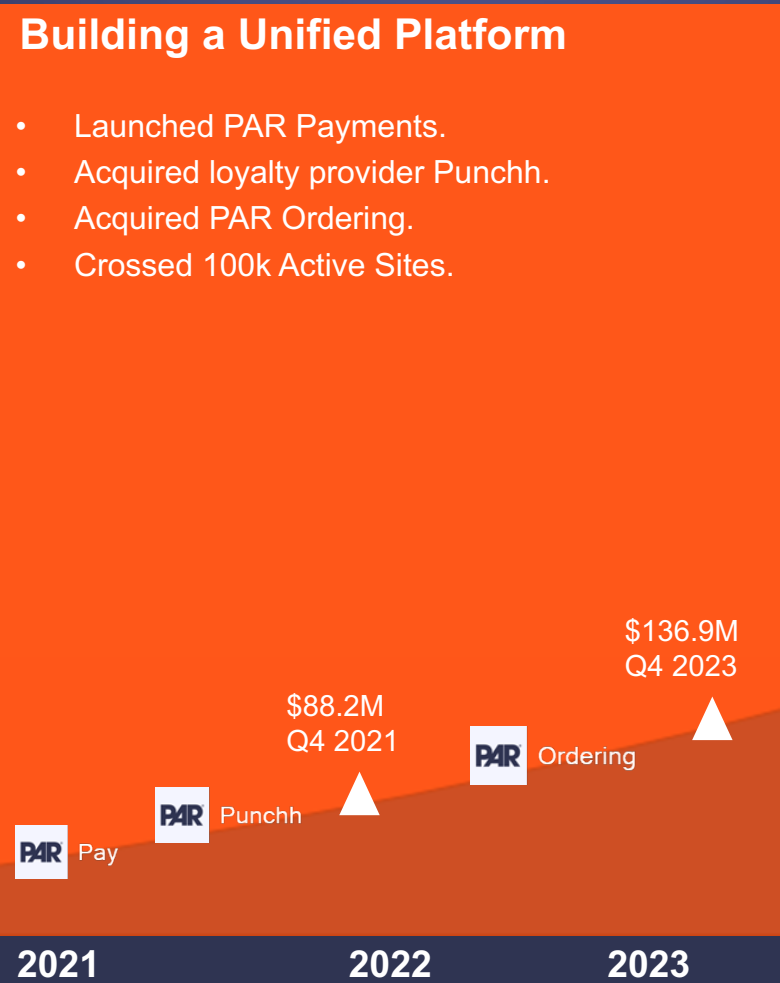 Building a Unified Platform
• Launched PAR Payments.
• Acquired loyalty provider Punchh.
• Acquired PAR Ordering.
• Crossed 100k Active Sites.
$136.9M
Q4 2023
$88.2M
Q4 2021
PAR Ordering
PAR Punchh
PAR Pay
2021 2022 2023